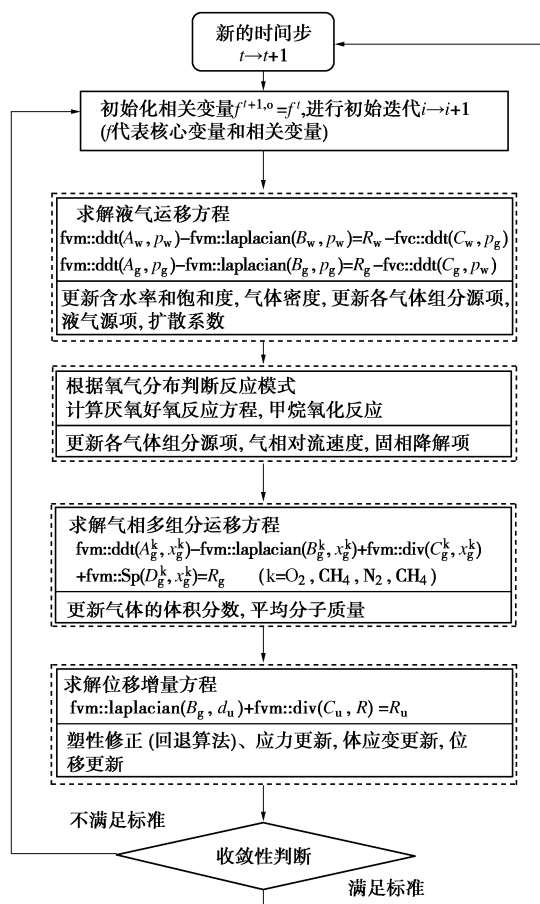 新的时间步
t→t+1
初始化相关变量f^{t+1,o}=f^t,进行初始迭代i→i+1
(f代表核心变量和相关变量)
求解液气运移方程
fvm::ddt(A_w, p_w)−fvm::laplacian(B_w, p_w)=R_w−fvc::ddt(C_w, p_g)
fvm::ddt(A_g, p_g)−fvm::laplacian(B_g, p_g)=R_g−fvc::ddt(C_g, p_w)
更新含水率和饱和度, 气体密度, 更新各气体组分源项,
液气源项, 扩散系数
根据氧气分布判断反应模式
计算厌氧好氧反应方程, 甲烷氧化反应
更新各气体组分源项, 气相对流速度, 固相降解项
求解气相多组分运移方程
fvm::ddt(A_g^k, x_g^k)−fvm::laplacian(B_g^k, x_g^k)+fvm::div(C_g^k, x_g^k)
+fvm::Sp(D_g^k, x_g^k)=R_g (k=O_2, CH_4, N_2, CH_4)
更新气体的体积分数, 平均分子质量
求解位移增量方程
fvm::laplacian(B_g, d_u)+fvm::div(C_u, R) =R_u
塑性修正 (回退算法)、应力更新, 体应变更新, 位
移更新
不满足标准
收敛性判断
满足标准